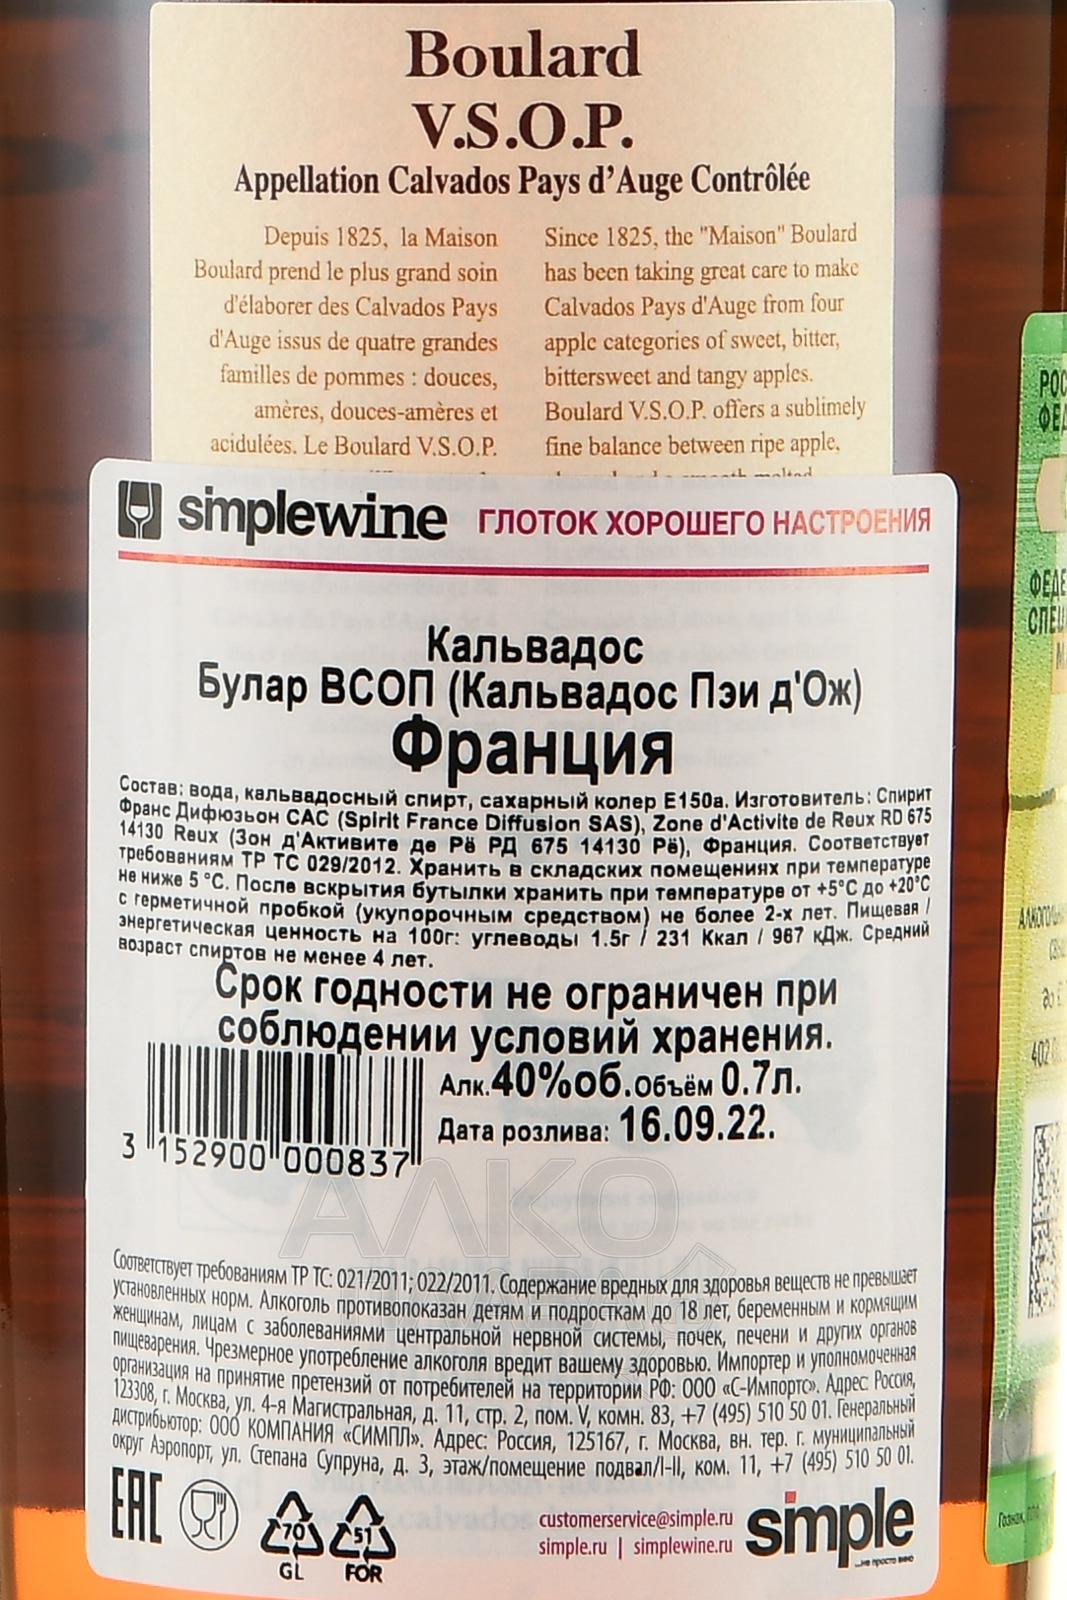 Boulard
V.S.O.P.
Appellation Calvados Pays d'Auge Contrôlée
Depuis 1825, la Maison
Boulard prend le plus grand soin
d'élaborer des Calvados Pays
d'Auge issus de quatre grandes
familles de pommes : douces,
amères, douces-amères et
acidulées. Le Boulard V.S.O.P.
Since 1825, the "Maison" Boulard
has been taking great care to make
Calvados Pays d'Auge from four
apple categories of sweet, bitter,
bittersweet and tangy apples.
Boulard V.S.O.P. offers a sublimely
fine balance between ripe apple,
simplewine ГЛОТОК ХОРОШЕГО НАСТРОЕНИЯ
Кальвадос
Булар ВСОП (Кальвадос Пэи д'Ож)
Франция
Состав: вода, кальвадосный спирт, сахарный колер Е150а. Изготовитель: Спирит
Франс Дифюзьон САС (Spirit France Diffusion SAS), Zone d'Activite de Reux RD 675
14130 Reux (Зон д'Активите де Рё РД 675 14130 Рё), Франция. Соответствует
требованиям ТР ТС 029/2012. Хранить в складских помещениях при температуре
не ниже 5 °С. После вскрытия бутылки хранить при температуре от +5°С до +20°С
с герметичной пробкой (укупорочным средством) не более 2-х лет. Пищевая /
энергетическая ценность на 100г: углеводы 1.5г / 231 Ккал / 967 кДж. Средний
возраст спиртов не менее 4 лет.
Срок годности не ограничен при
соблюдении условий хранения.
Алк.40%об.Объём 0.7л.
Дата розлива: 16.09.22.
3 152900 000837
Соответствует требованиям ТР ТС: 021/2011; 022/2011. Содержание вредных для здоровья веществ не превышает
установленных норм. Алкоголь противопоказан детям и подросткам до 18 лет, беременным и кормящим
женщинам, лицам с заболеваниями центральной нервной системы, почек, печени и других органов
пищеварения. Чрезмерное употребление алкоголя вредит вашему здоровью. Импортер и уполномоченная
организация на принятие претензий от потребителей на территории РФ: ООО «С-Импортс». Адрес: Россия,
123308, г. Москва, ул. 4-я Магистральная, д. 11, стр. 2, пом. V, комн. 83, +7 (495) 510 50 01. Генеральный
дистрибьютор: ООО КОМПАНИЯ «СИМПЛ». Адрес: Россия, 125167, г. Москва, вн. тер. г. муниципальный
округ Аэропорт, ул. Степана Супруна, д. 3, этаж/помещение подвал/I-II, ком. 11, +7 (495) 510 50 01.
EAC
70
GL
51
FOR
customerservice@simple.ru
simple.ru | simplewine.ru
simple
...не просто вино
АЛКО